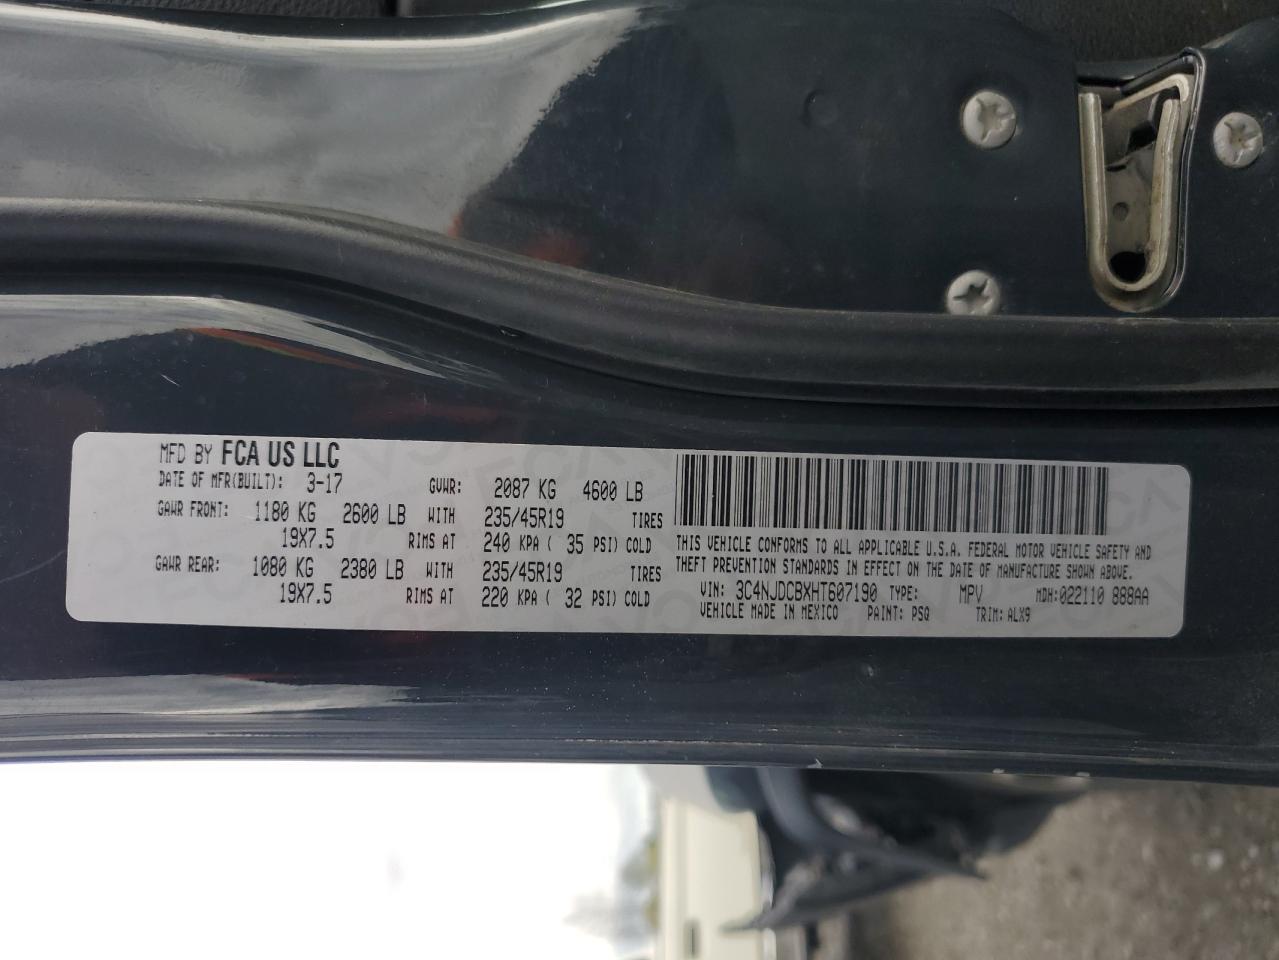 MFD BY FCA US LLC
DATE OF MFR(BUILT): 3-17 GVWR: 2087 KG 4600 LB
GAWR FRONT: 1180 KG 2600 LB WITH 235/45R19 TIRES
19X7.5 RIMS AT 240 KPA ( 35 PSI) COLD
GAWR REAR: 1080 KG 2380 LB WITH 235/45R19 TIRES
19X7.5 RIMS AT 220 KPA ( 32 PSI) COLD
THIS VEHICLE CONFORMS TO ALL APPLICABLE U.S.A. FEDERAL MOTOR VEHICLE SAFETY AND
THEFT PREVENTION STANDARDS IN EFFECT ON THE DATE OF MANUFACTURE SHOWN ABOVE.
VIN: 3C4NJDCBXHT607190 TYPE: MPV MDH:022110 888AA
VEHICLE MADE IN MEXICO PAINT: PSQ TRIM: ALX9